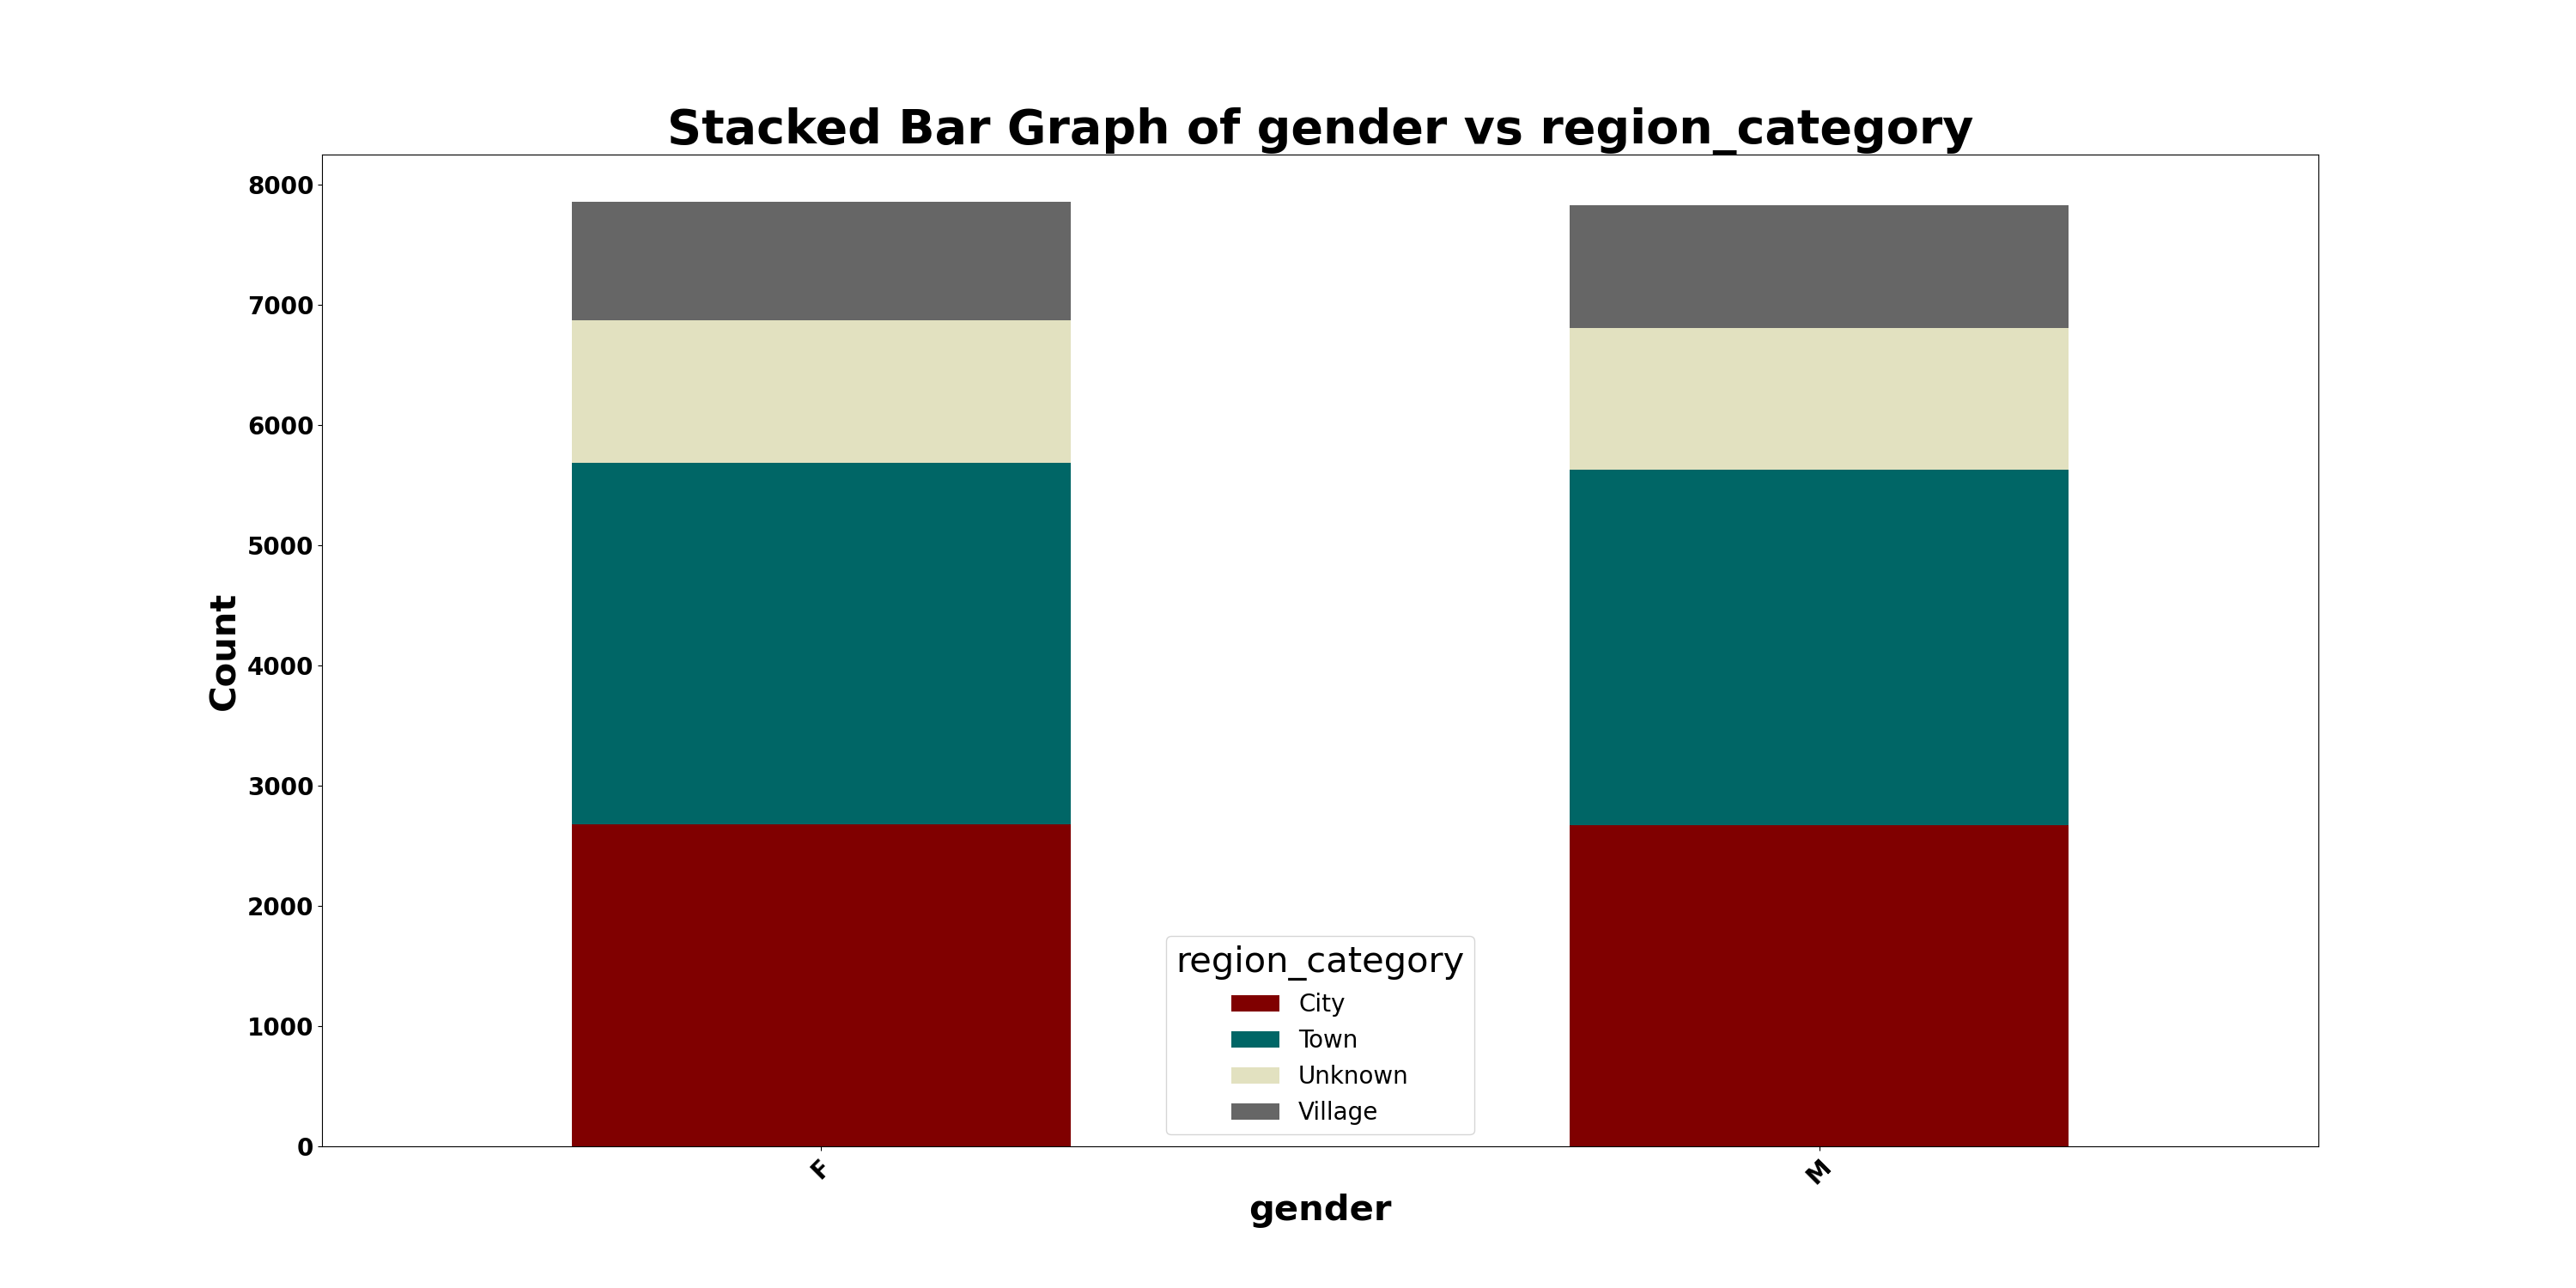 Stacked Bar Graph of gender vs region_category
8000
7000
6000
5000
4000
3000
2000
1000
0
Count
F
M
gender
region_category
City
Town
Unknown
Village